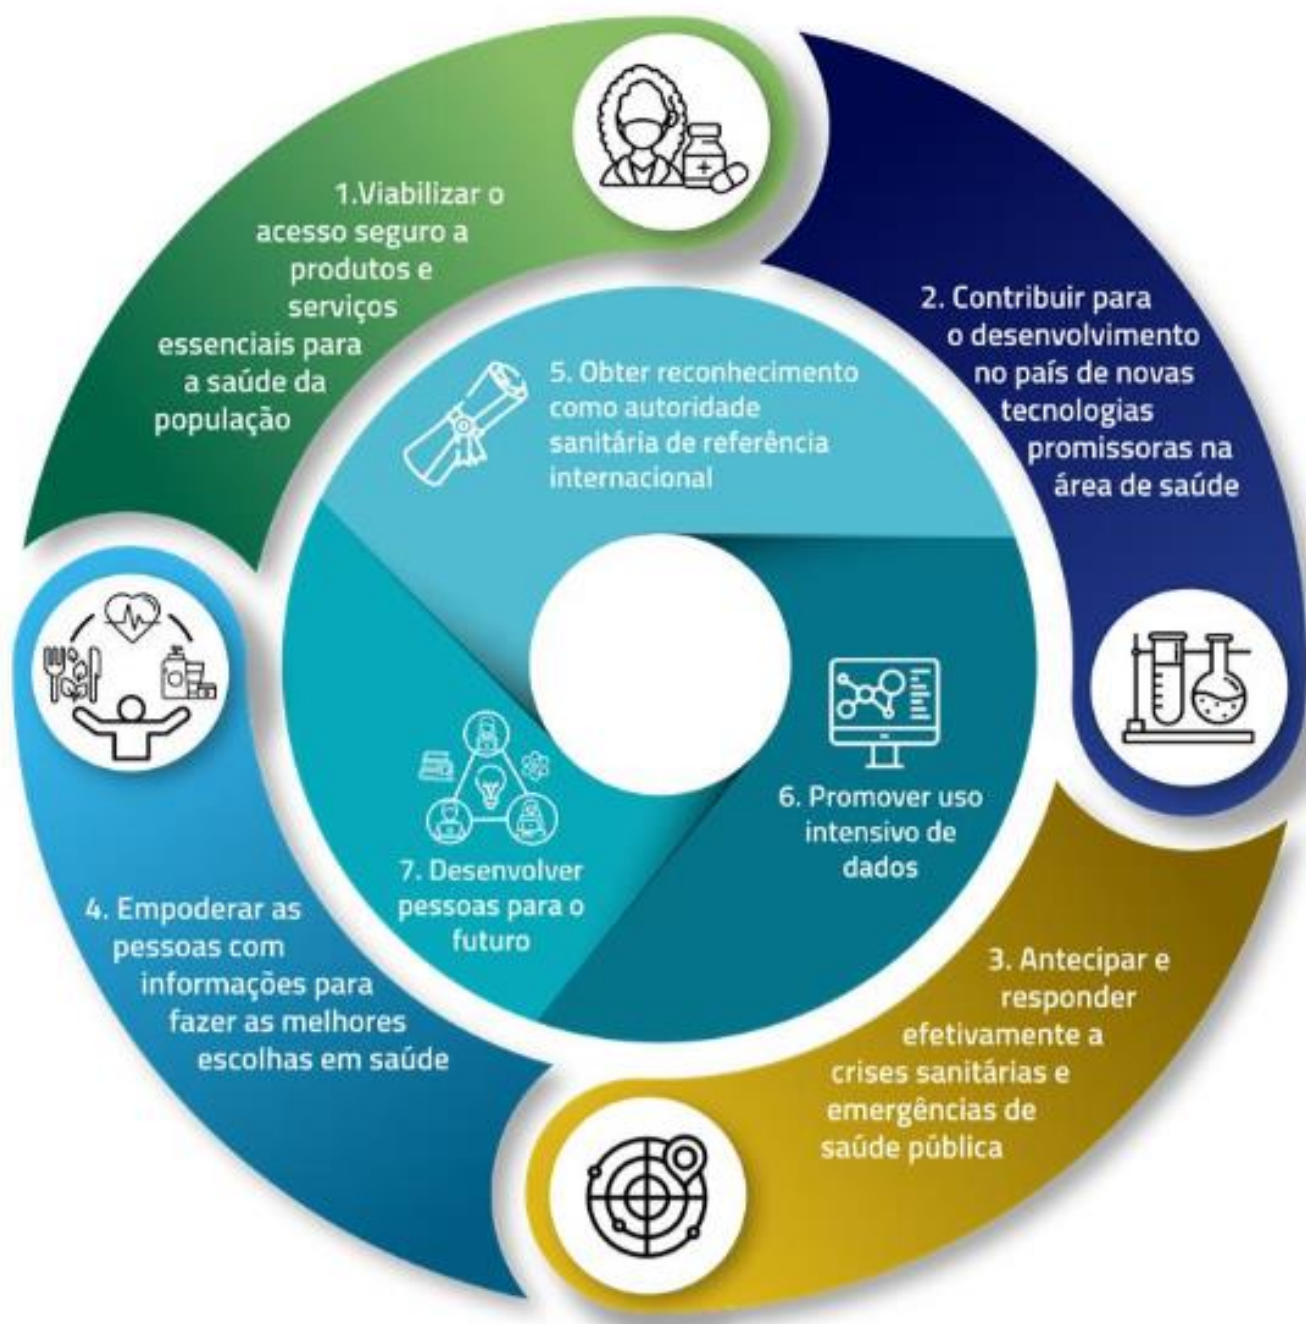 1.Viabilizar o
acesso seguro a
produtos e
serviços
essenciais para
a saúde da
população
2. Contribuir para
o desenvolvimento
no país de novas
tecnologias
promissoras na
área de saúde
3. Antecipar e
responder
efetivamente a
crises sanitárias e
emergências de
saúde pública
4. Empoderar as
pessoas com
informações para
fazer as melhores
escolhas em saúde
5. Obter reconhecimento
como autoridade
sanitária de referência
internacional
6. Promover uso
intensivo de
dados
7. Desenvolver
pessoas para o
futuro